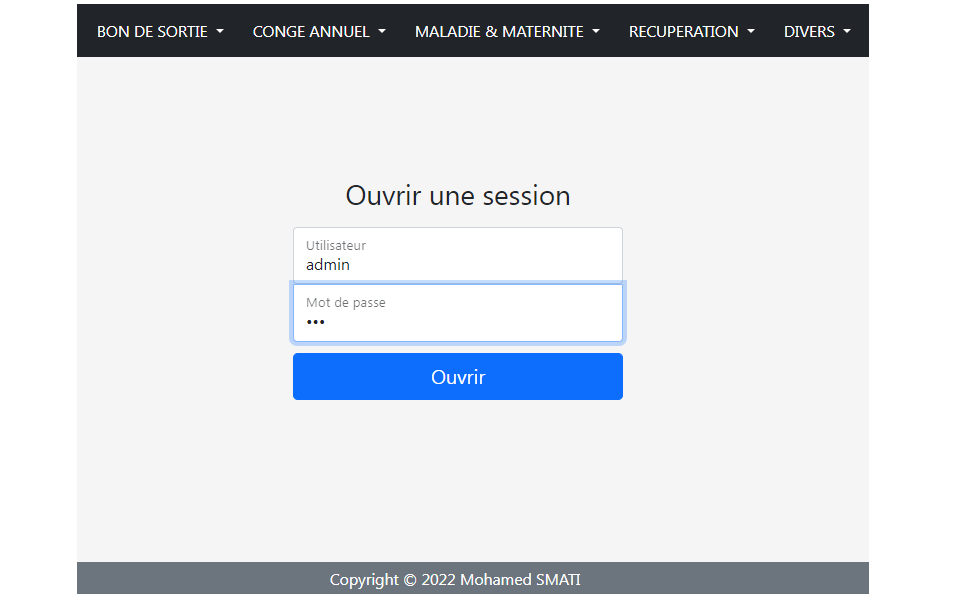 BON DE SORTIE CONGE ANNUEL MALADIE & MATERNITE RECUPERATION DIVERS
Ouvrir une session
Utilisateur
admin
Mot de passe
•••
Ouvrir
Copyright © 2022 Mohamed SMATI